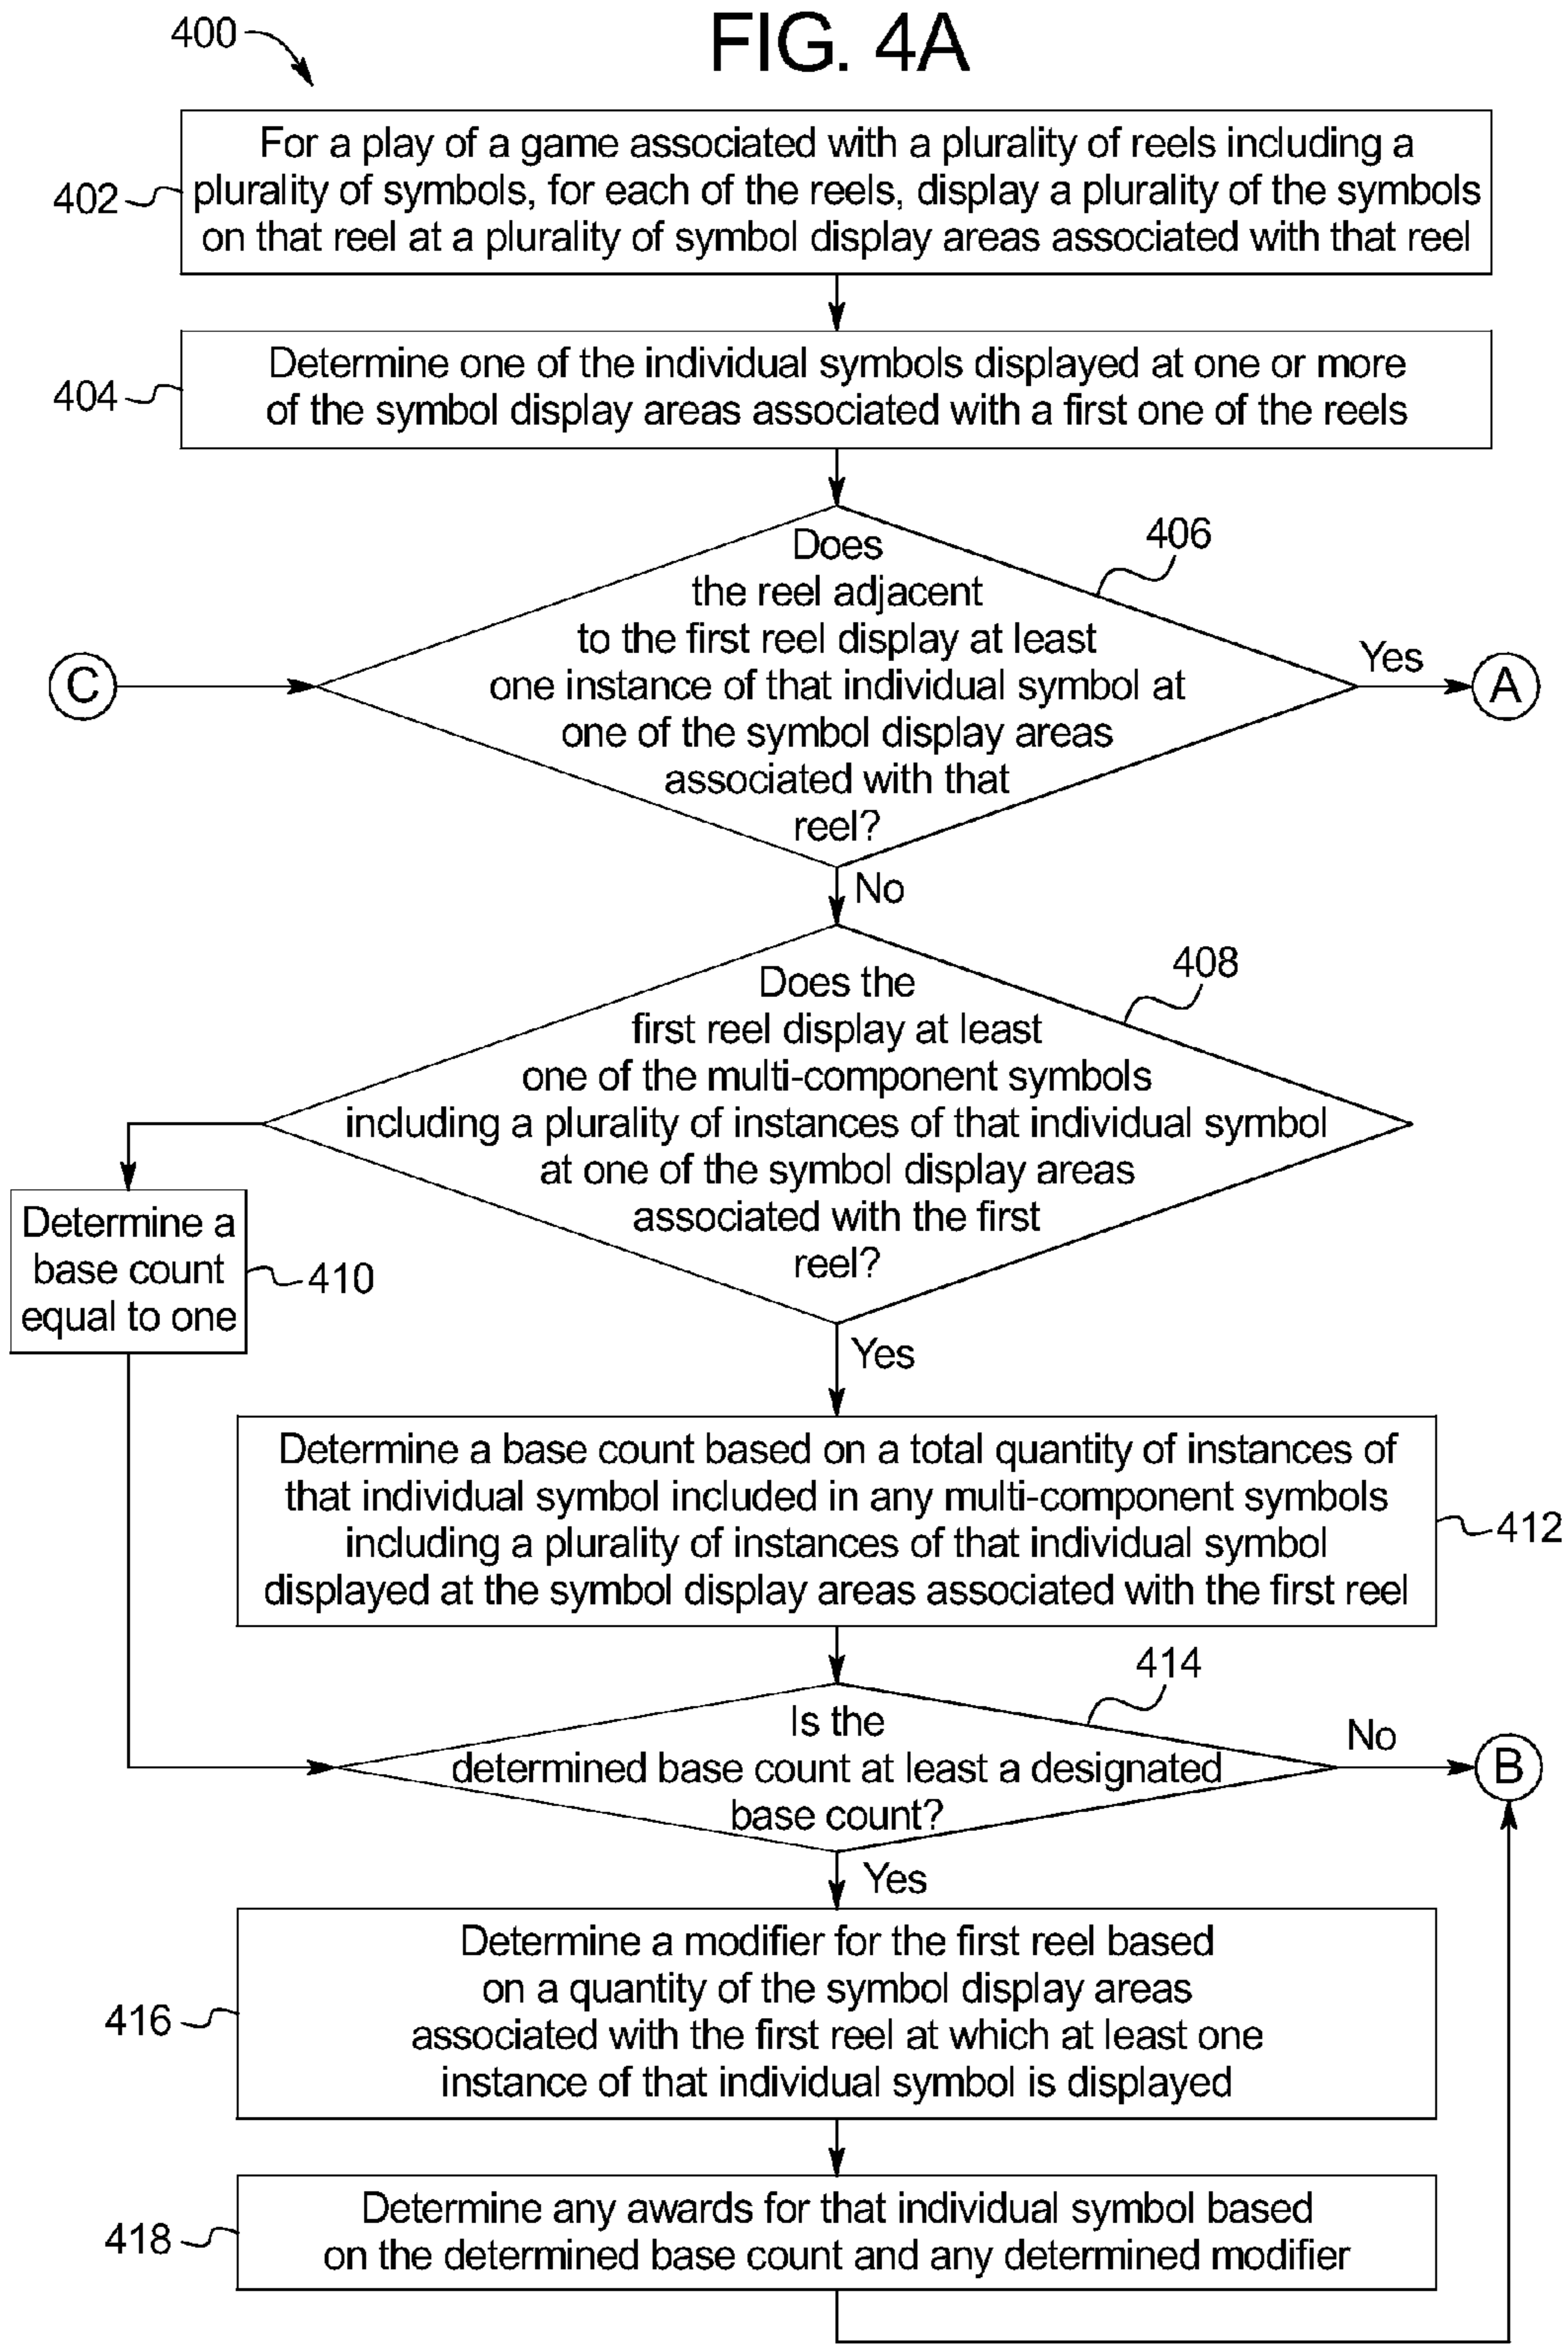 FIG. 4A
400
For a play of a game associated with a plurality of reels including a
plurality of symbols, for each of the reels, display a plurality of the symbols
on that reel at a plurality of symbol display areas associated with that reel
402
Determine one of the individual symbols displayed at one or more
of the symbol display areas associated with a first one of the reels
404
Does
the reel adjacent
to the first reel display at least
one instance of that individual symbol at
one of the symbol display areas
associated with that
reel?
406
Yes
A
C
No
Does the
first reel display at least
one of the multi-component symbols
including a plurality of instances of that individual symbol
at one of the symbol display areas
associated with the first
reel?
408
Determine a
base count
equal to one
410
Yes
Determine a base count based on a total quantity of instances of
that individual symbol included in any multi-component symbols
including a plurality of instances of that individual symbol
displayed at the symbol display areas associated with the first reel
412
Is the
determined base count at least a designated
base count?
414
No
B
Yes
Determine a modifier for the first reel based
on a quantity of the symbol display areas
associated with the first reel at which at least one
instance of that individual symbol is displayed
416
Determine any awards for that individual symbol based
on the determined base count and any determined modifier
418